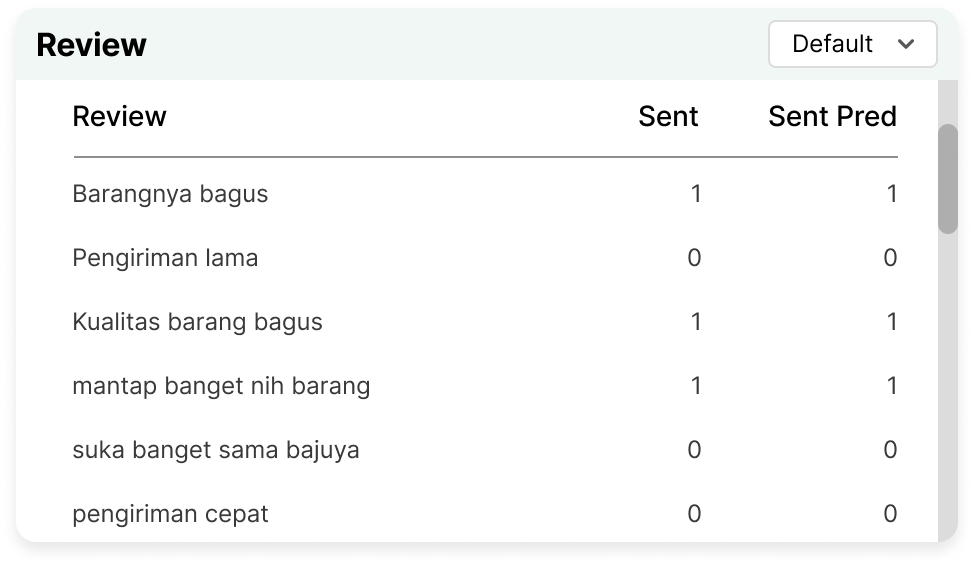 Review
Default
Review Sent Sent Pred
Barangnya bagus 1 1
Pengiriman lama 0 0
Kualitas barang bagus 1 1
mantap banget nih barang 1 1
suka banget sama bajuya 0 0
pengiriman cepat 0 0